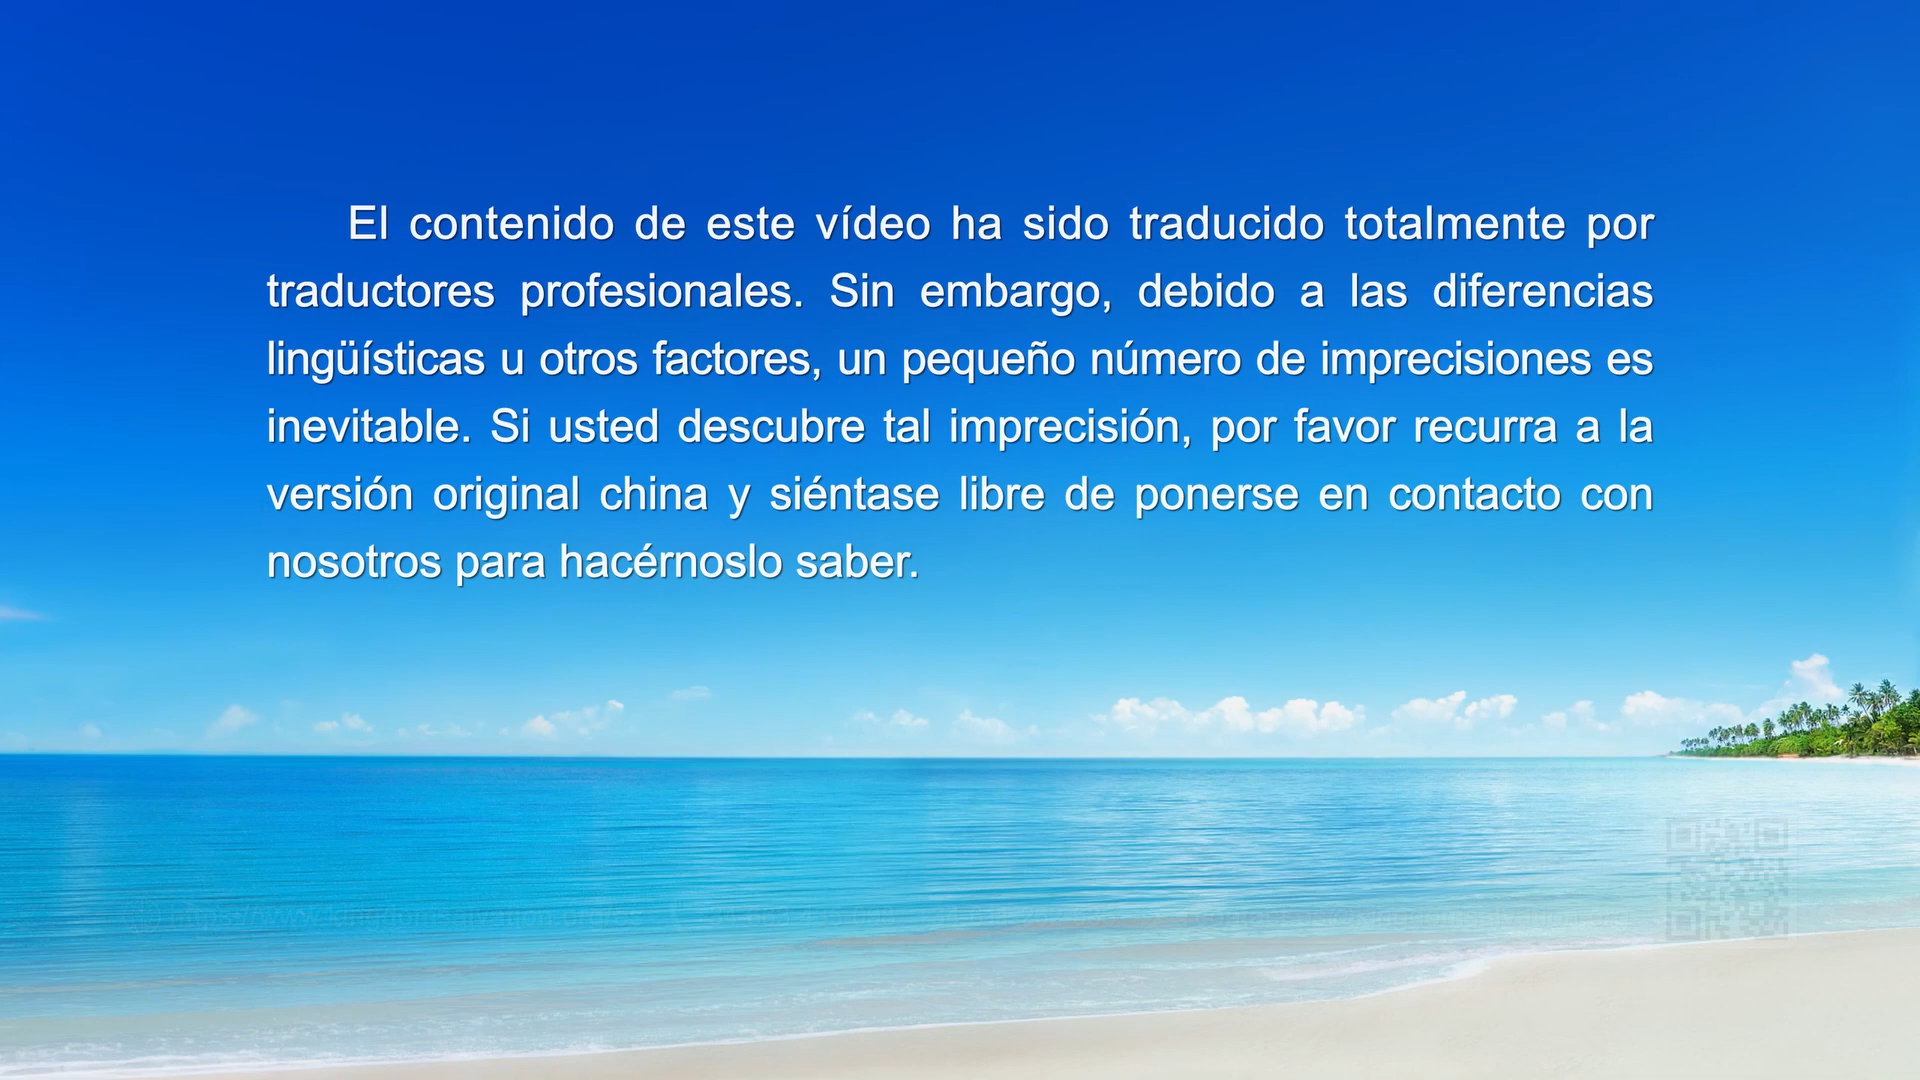 El contenido de este vídeo ha sido traducido totalmente por
traductores profesionales. Sin embargo, debido a las diferencias
lingüísticas u otros factores, un pequeño número de imprecisiones es
inevitable. Si usted descubre tal imprecisión, por favor recurra a la
versión original china y siéntase libre de ponerse en contacto con
nosotros para hacérnoslo saber.